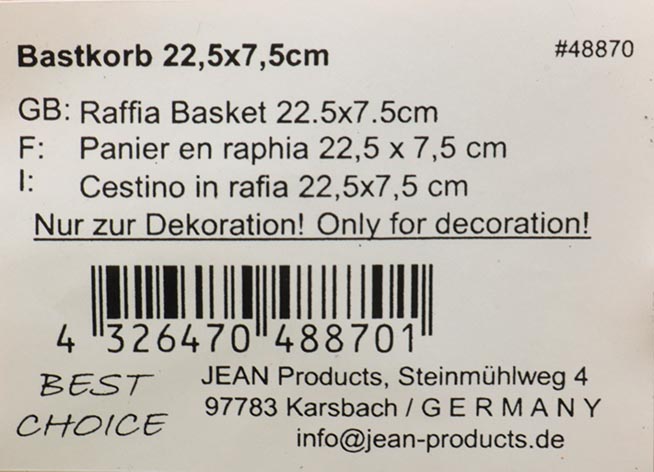 Bastkorb 22,5x7,5cm #48870
GB: Raffia Basket 22.5x7.5cm
F: Panier en raphia 22,5 x 7,5 cm
I: Cestino in rafia 22,5x7,5 cm
Nur zur Dekoration! Only for decoration!
4 326470 488701
BEST
CHOICE
JEAN Products, Steinmühlweg 4
97783 Karsbach / G E R M A N Y
info@jean-products.de